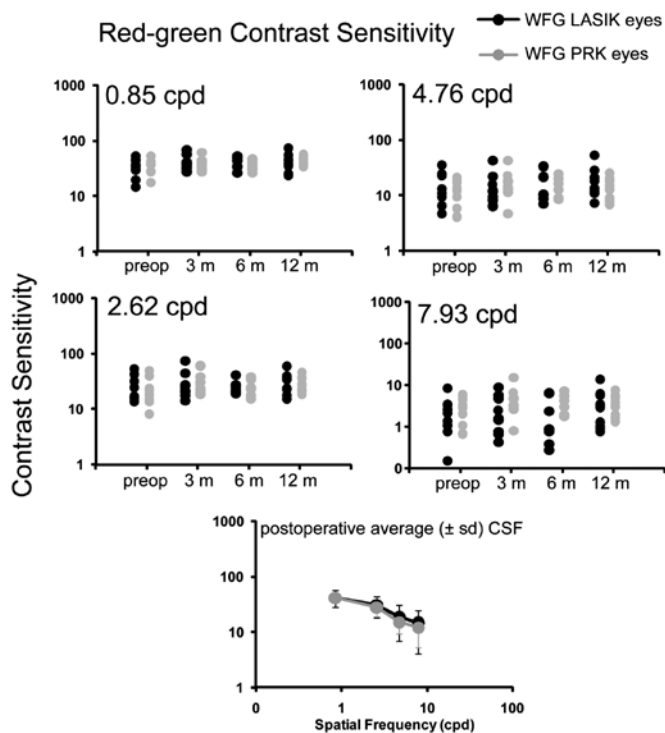 Red-green Contrast Sensitivity
WFG LASIK eyes
WFG PRK eyes
0.85 cpd
1000
100
10
1
preop 3 m 6 m 12 m
4.76 cpd
1000
100
10
1
preop 3 m 6 m 12 m
Contrast Sensitivity
2.62 cpd
1000
100
10
1
preop 3 m 6 m 12 m
7.93 cpd
1000
100
10
1
0
preop 3 m 6 m 12 m
postoperative average (± sd) CSF
1000
100
10
1
0 1 10 100
Spatial Frequency (cpd)